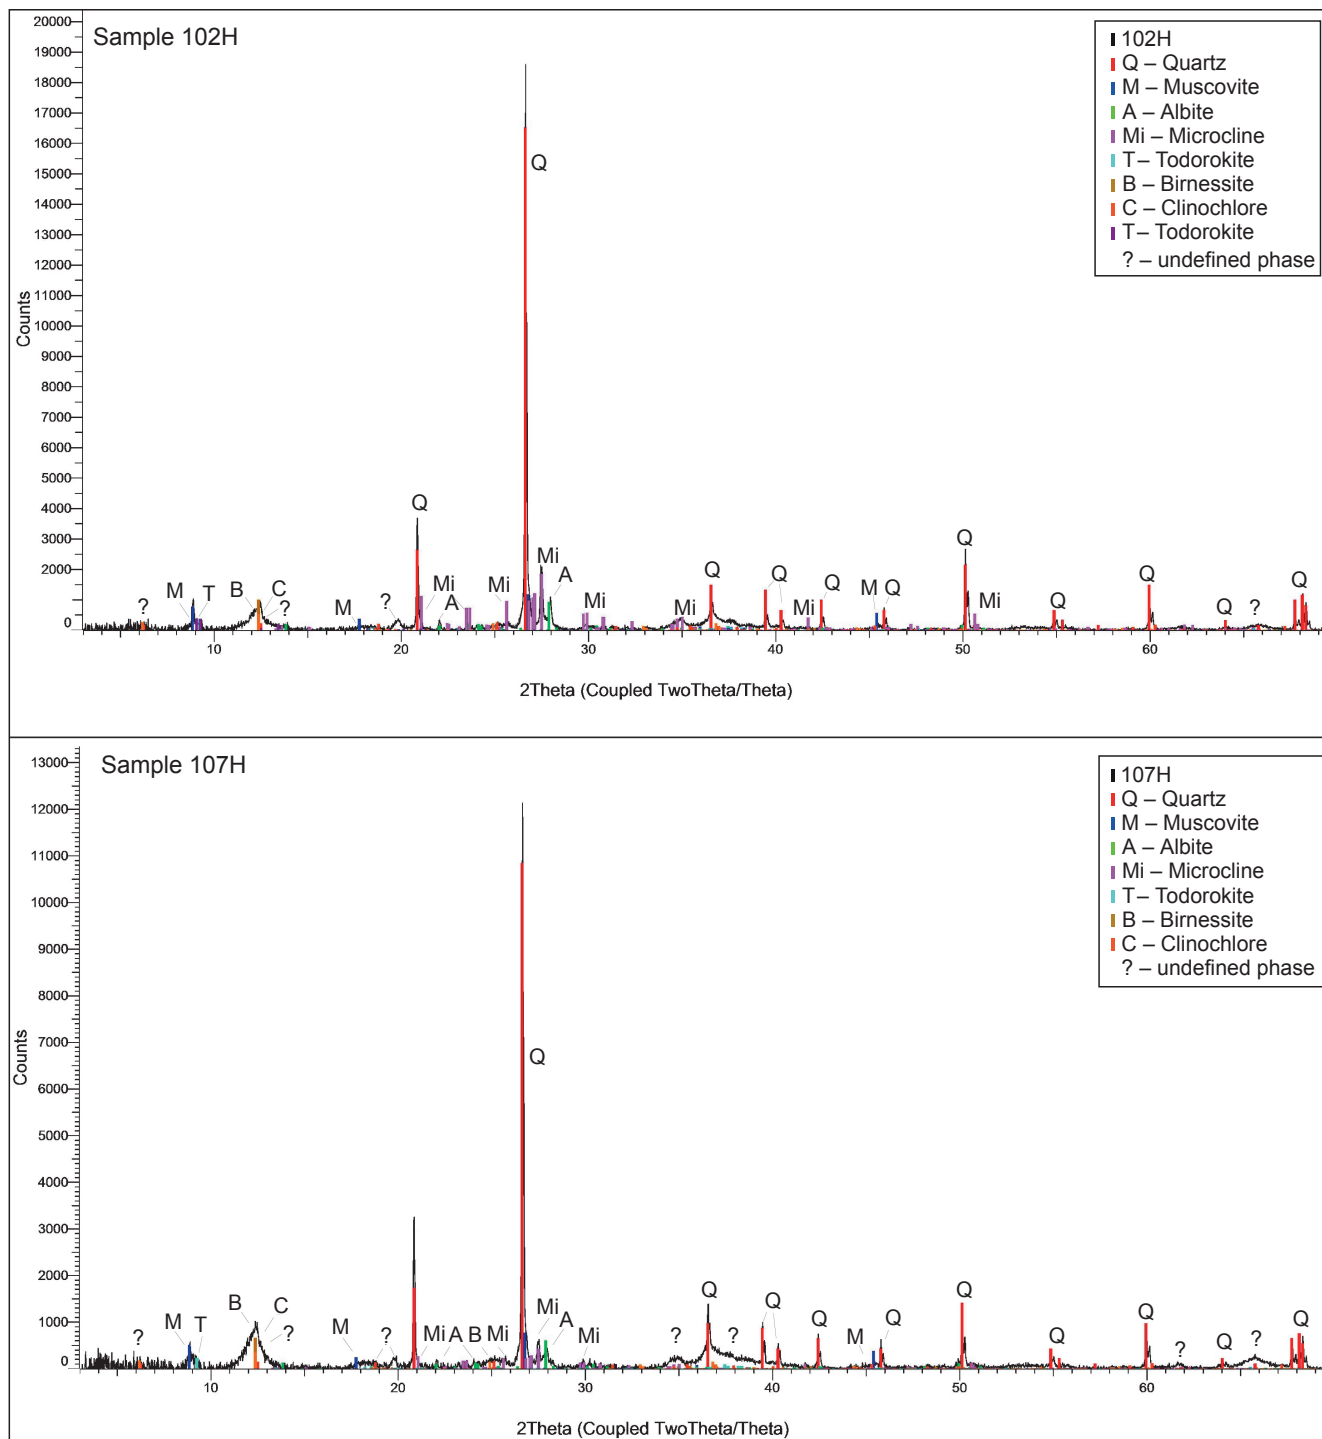 Sample 102H
20000
19000
18000
17000
16000
15000
14000
13000
12000
11000
10000
9000
8000
7000
6000
5000
4000
3000
2000
0
Counts
102H
Q – Quartz
M – Muscovite
A – Albite
Mi – Microcline
T – Todorokite
B – Birnessite
C – Clinochlore
T – Todorokite
? – undefined phase
Q
Q
Mi
A
? M T B C ? M ? Mi A Mi Mi Mi Q Q Mi Q M Q Q Mi Q Q Q ? Q
10 20 30 40 50 60
2Theta (Coupled TwoTheta/Theta)
Sample 107H
13000
12000
11000
10000
9000
8000
7000
6000
5000
4000
3000
2000
1000
0
Counts
107H
Q – Quartz
M – Muscovite
A – Albite
Mi – Microcline
T – Todorokite
B – Birnessite
C – Clinochlore
? – undefined phase
Q
? M T B C ? M ? Mi A B Mi Mi A Mi ? Q ? Q Q M Q Q Q Q ? Q ? Q
10 20 30 40 50 60
2Theta (Coupled TwoTheta/Theta)